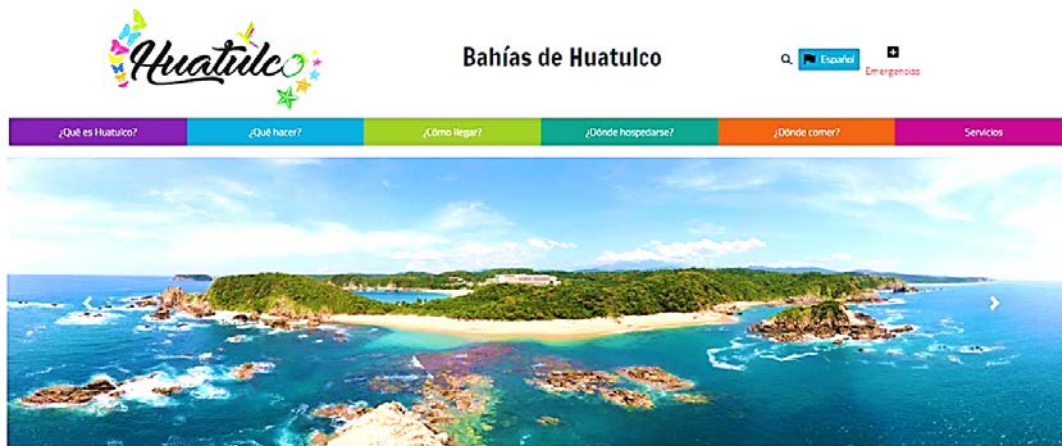 Huatulco
Bahías de Huatulco
Español
Emergencias
¿Qué es Huatulco?
¿Qué hacer?
¿Cómo llegar?
¿Dónde hospedarse?
¿Dónde comer?
Servicios